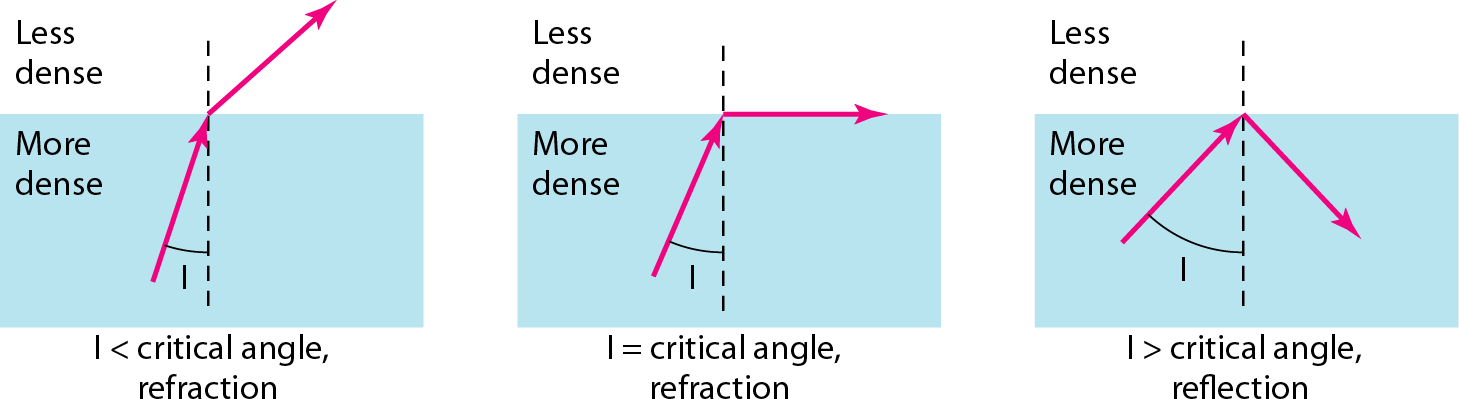 Less
dense
More
dense
I
I < critical angle,
refraction
Less
dense
More
dense
I
I = critical angle,
refraction
Less
dense
More
dense
I
I > critical angle,
reflection